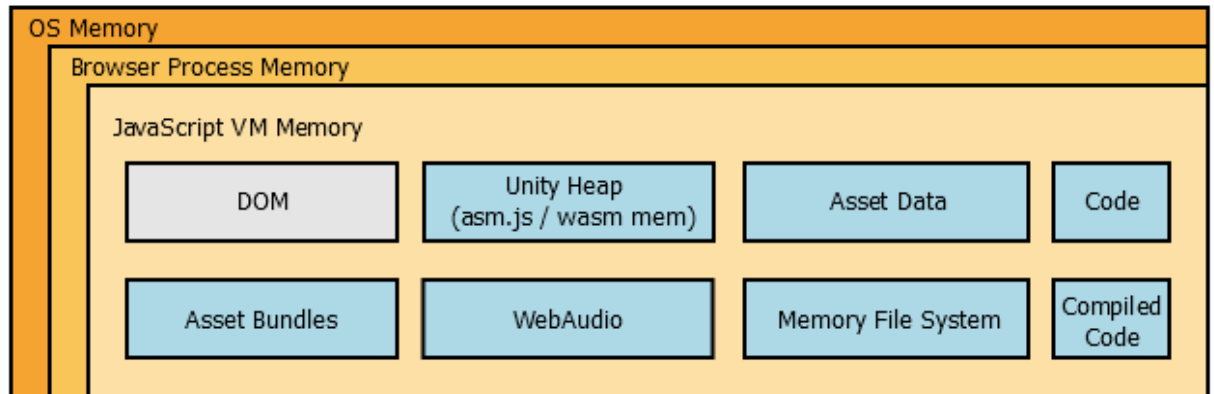 OS Memory
Browser Process Memory
JavaScript VM Memory
DOM
Unity Heap
(asm.js / wasm mem)
Asset Data
Code
Asset Bundles
WebAudio
Memory File System
Compiled
Code